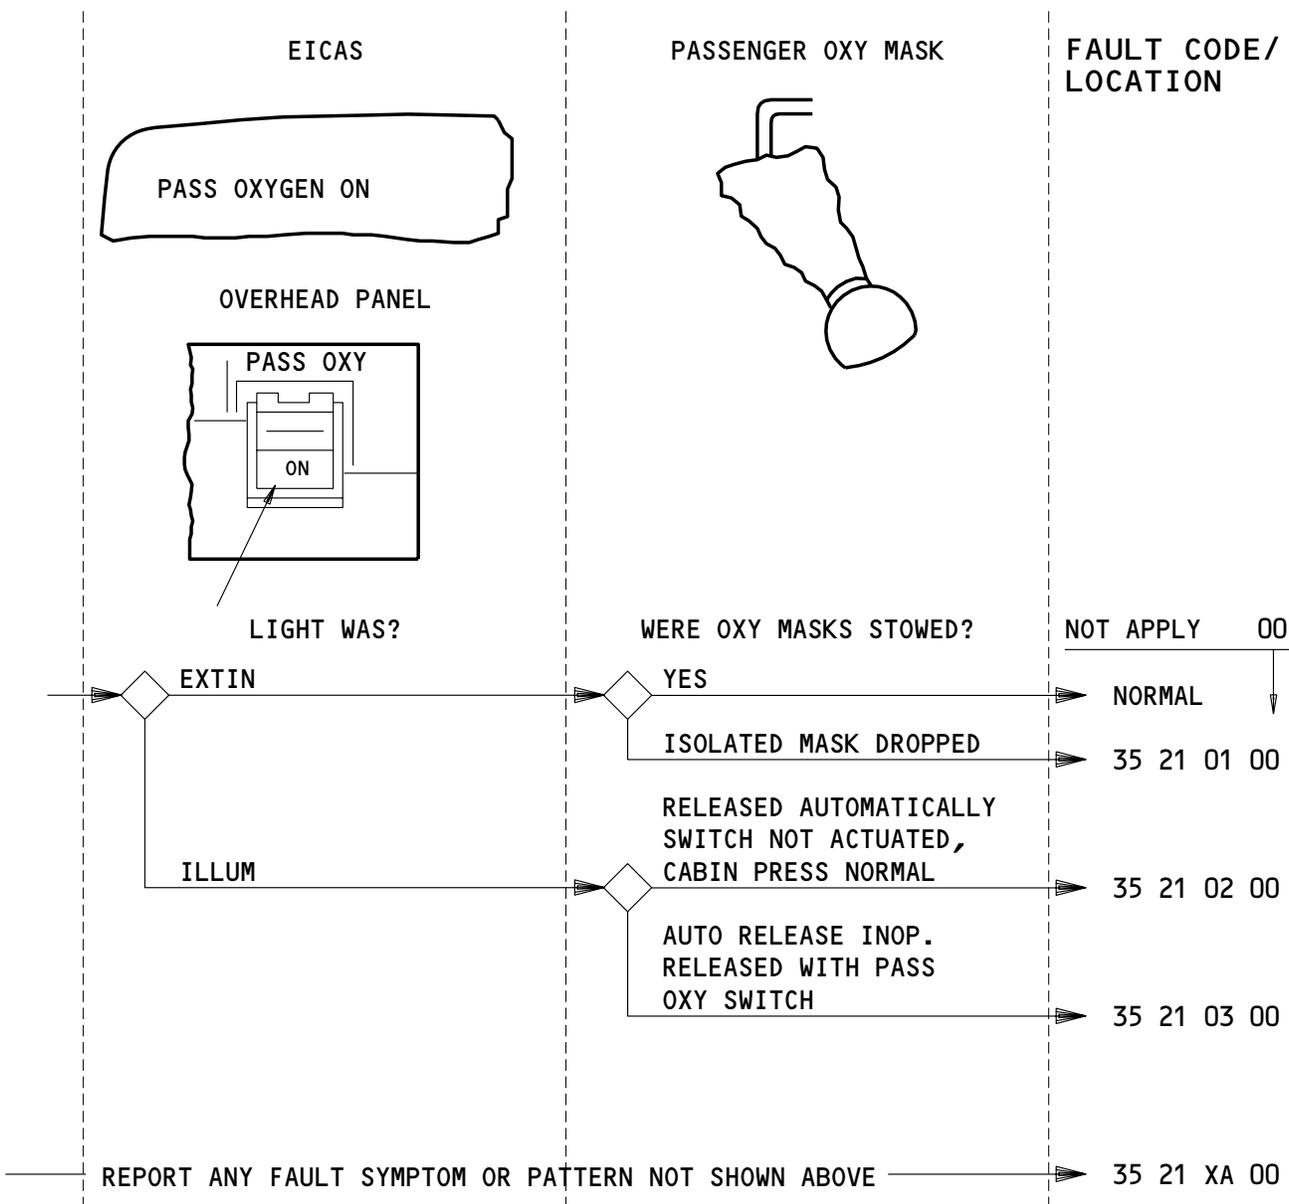 EICAS
PASSENGER OXY MASK
FAULT CODE/
LOCATION
PASS OXYGEN ON
OVERHEAD PANEL
PASS OXY
ON
LIGHT WAS?
WERE OXY MASKS STOWED?
NOT APPLY 00
EXTIN
YES
NORMAL
ISOLATED MASK DROPPED
35 21 01 00
RELEASED AUTOMATICALLY
SWITCH NOT ACTUATED,
ILLUM
CABIN PRESS NORMAL
35 21 02 00
AUTO RELEASE INOP.
RELEASED WITH PASS
OXY SWITCH
35 21 03 00
REPORT ANY FAULT SYMPTOM OR PATTERN NOT SHOWN ABOVE
35 21 XA 00